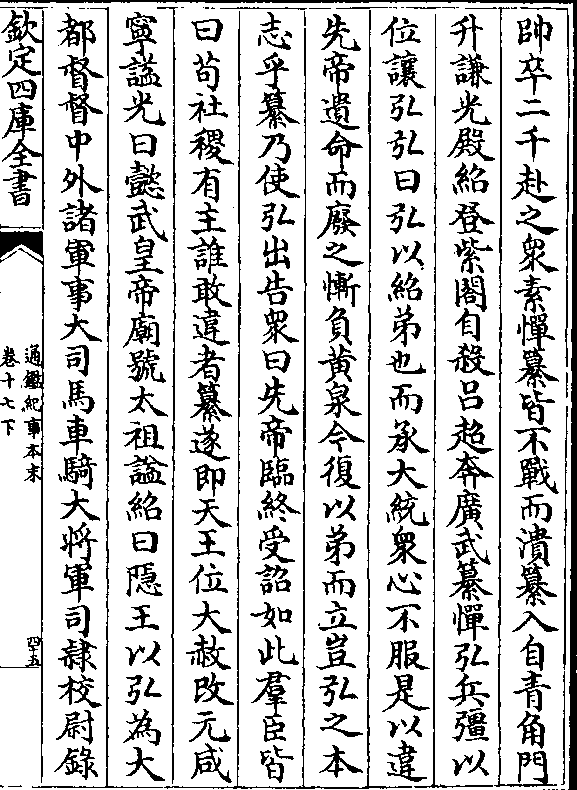 帥卒二千赴之衆素憚纂皆不戰而潰纂入自青角門
升謙光殿紹登紫閣自殺呂超奔廣武纂憚弘兵彊以
位讓弘弘曰弘以紹弟也而承大統衆心不服是以違
先帝遺命而廢之慚負黄泉今復以弟而立豈弘之本
志乎纂乃使弘出告衆曰先帝臨終受詔如此羣臣皆
曰苟社稷有主誰敢違者纂遂即天王位大赦改元咸
寧諡光曰懿武皇帝廟號太祖諡紹曰隠王以弘為大
都督督中外諸軍事大司馬車騎大将軍司隷校尉錄
欽定四庫全書
通鑑紀事本末
卷十七下
四十五